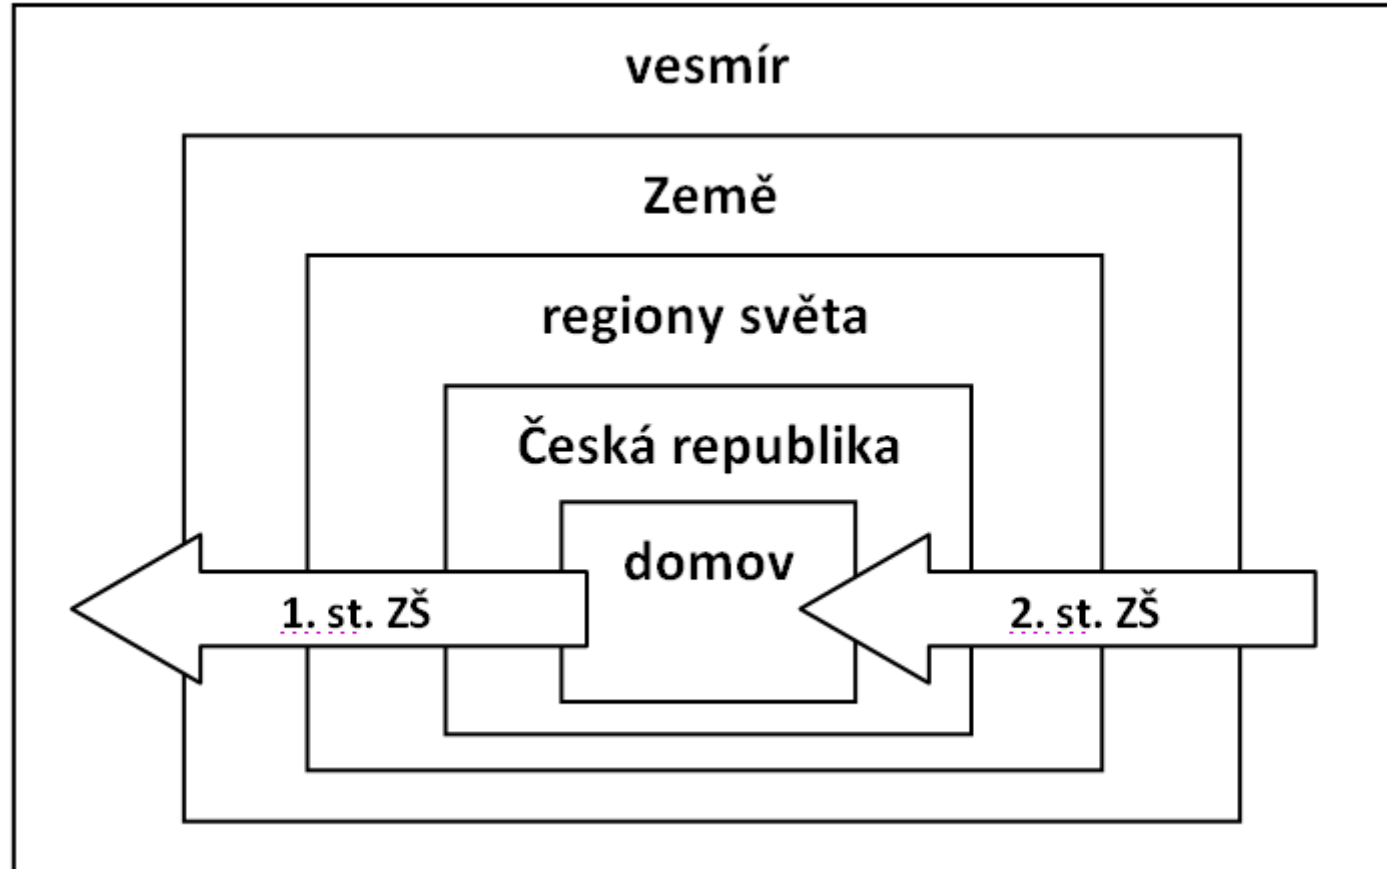 vesmír
Země
regiony světa
Česká republika
domov
1. st. ZŠ
2. st. ZŠ